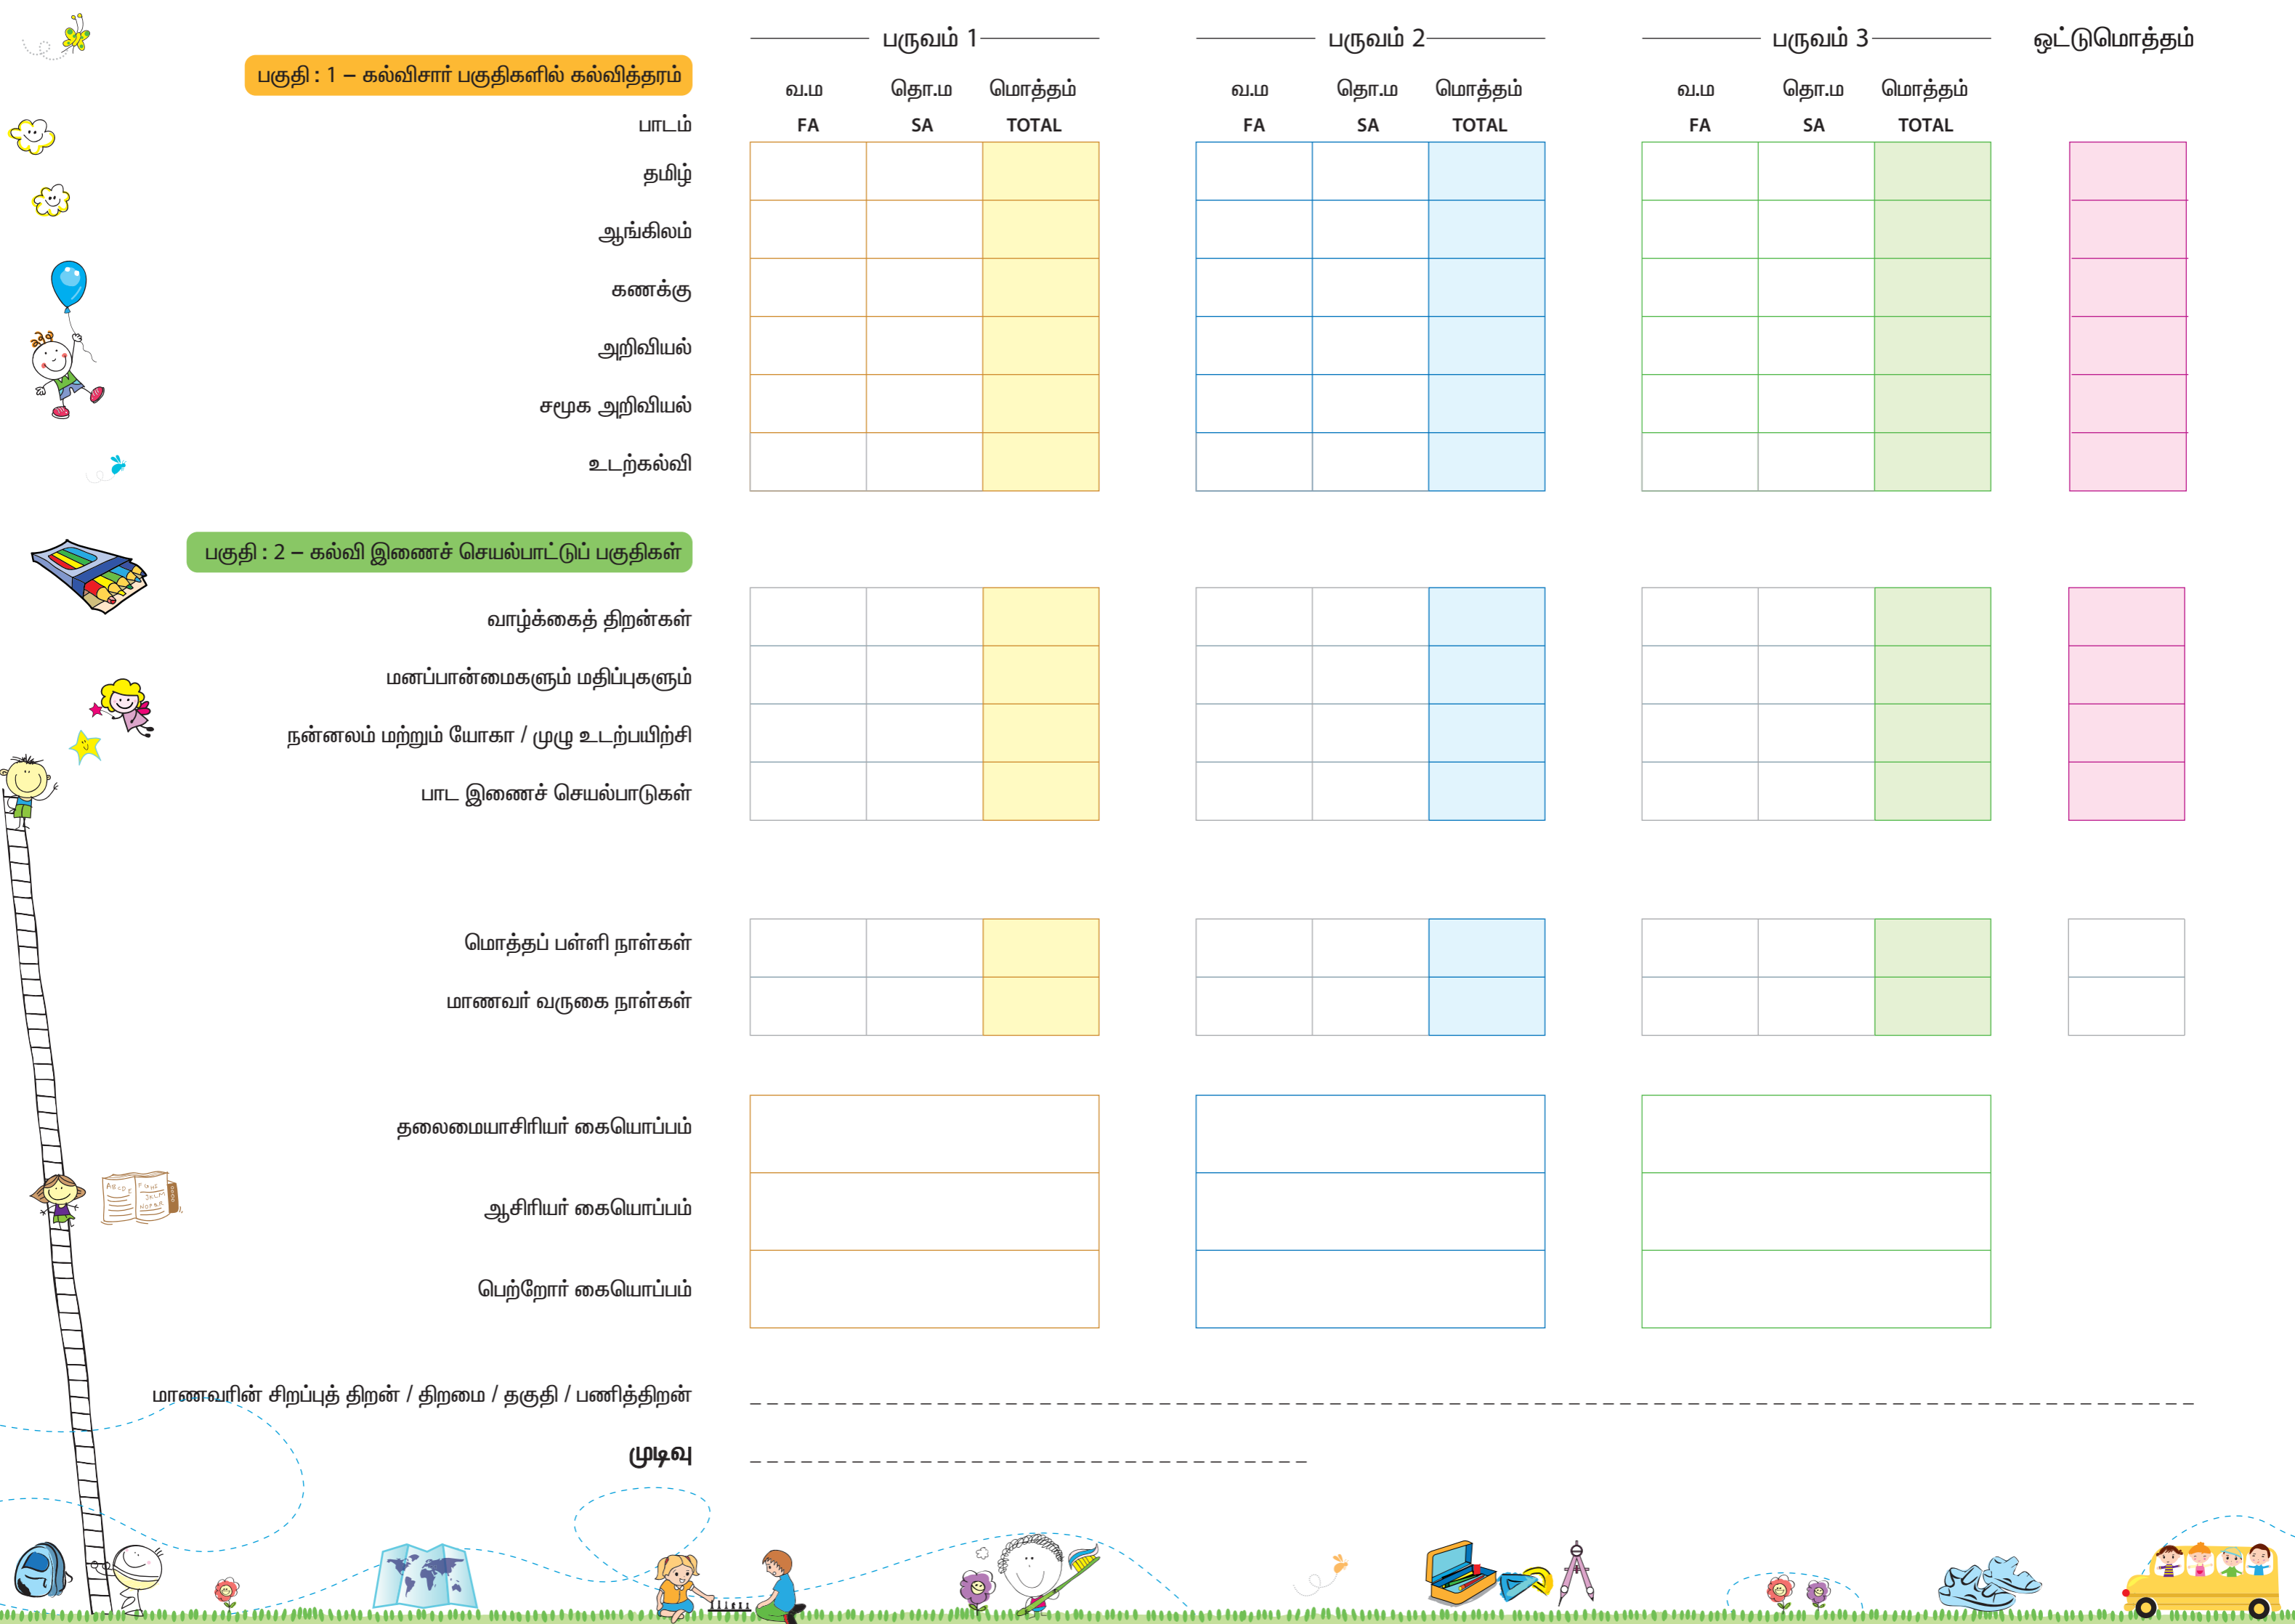 பருவம் 1 பருவம் 2 பருவம் 3 ஒட்டுமொத்தம்
பகுதி : 1 – கல்விசார் பகுதிகளில் கல்வித்தரம்
வ.ம தொ.ம மொத்தம் வ.ம தொ.ம மொத்தம் வ.ம தொ.ம மொத்தம்
பாடம் FA SA TOTAL FA SA TOTAL FA SA TOTAL
தமிழ்
ஆங்கிலம்
கணக்கு
அறிவியல்
சமூக அறிவியல்
உடற்கல்வி
பகுதி : 2 – கல்வி இணைச் செயல்பாட்டுப் பகுதிகள்
வாழ்க்கைத் திறன்கள்
மனப்பான்மைகளும் மதிப்புகளும்
நன்னலம் மற்றும் யோகா / முழு உடற்பயிற்சி
பாட இணைச் செயல்பாடுகள்
மொத்தப் பள்ளி நாள்கள்
மாணவர் வருகை நாள்கள்
தலைமையாசிரியர் கையொப்பம்
ஆசிரியர் கையொப்பம்
பெற்றோர் கையொப்பம்
மாணவரின் சிறப்புத் திறன் / திறமை / தகுதி / பணித்திறன்
முடிவு